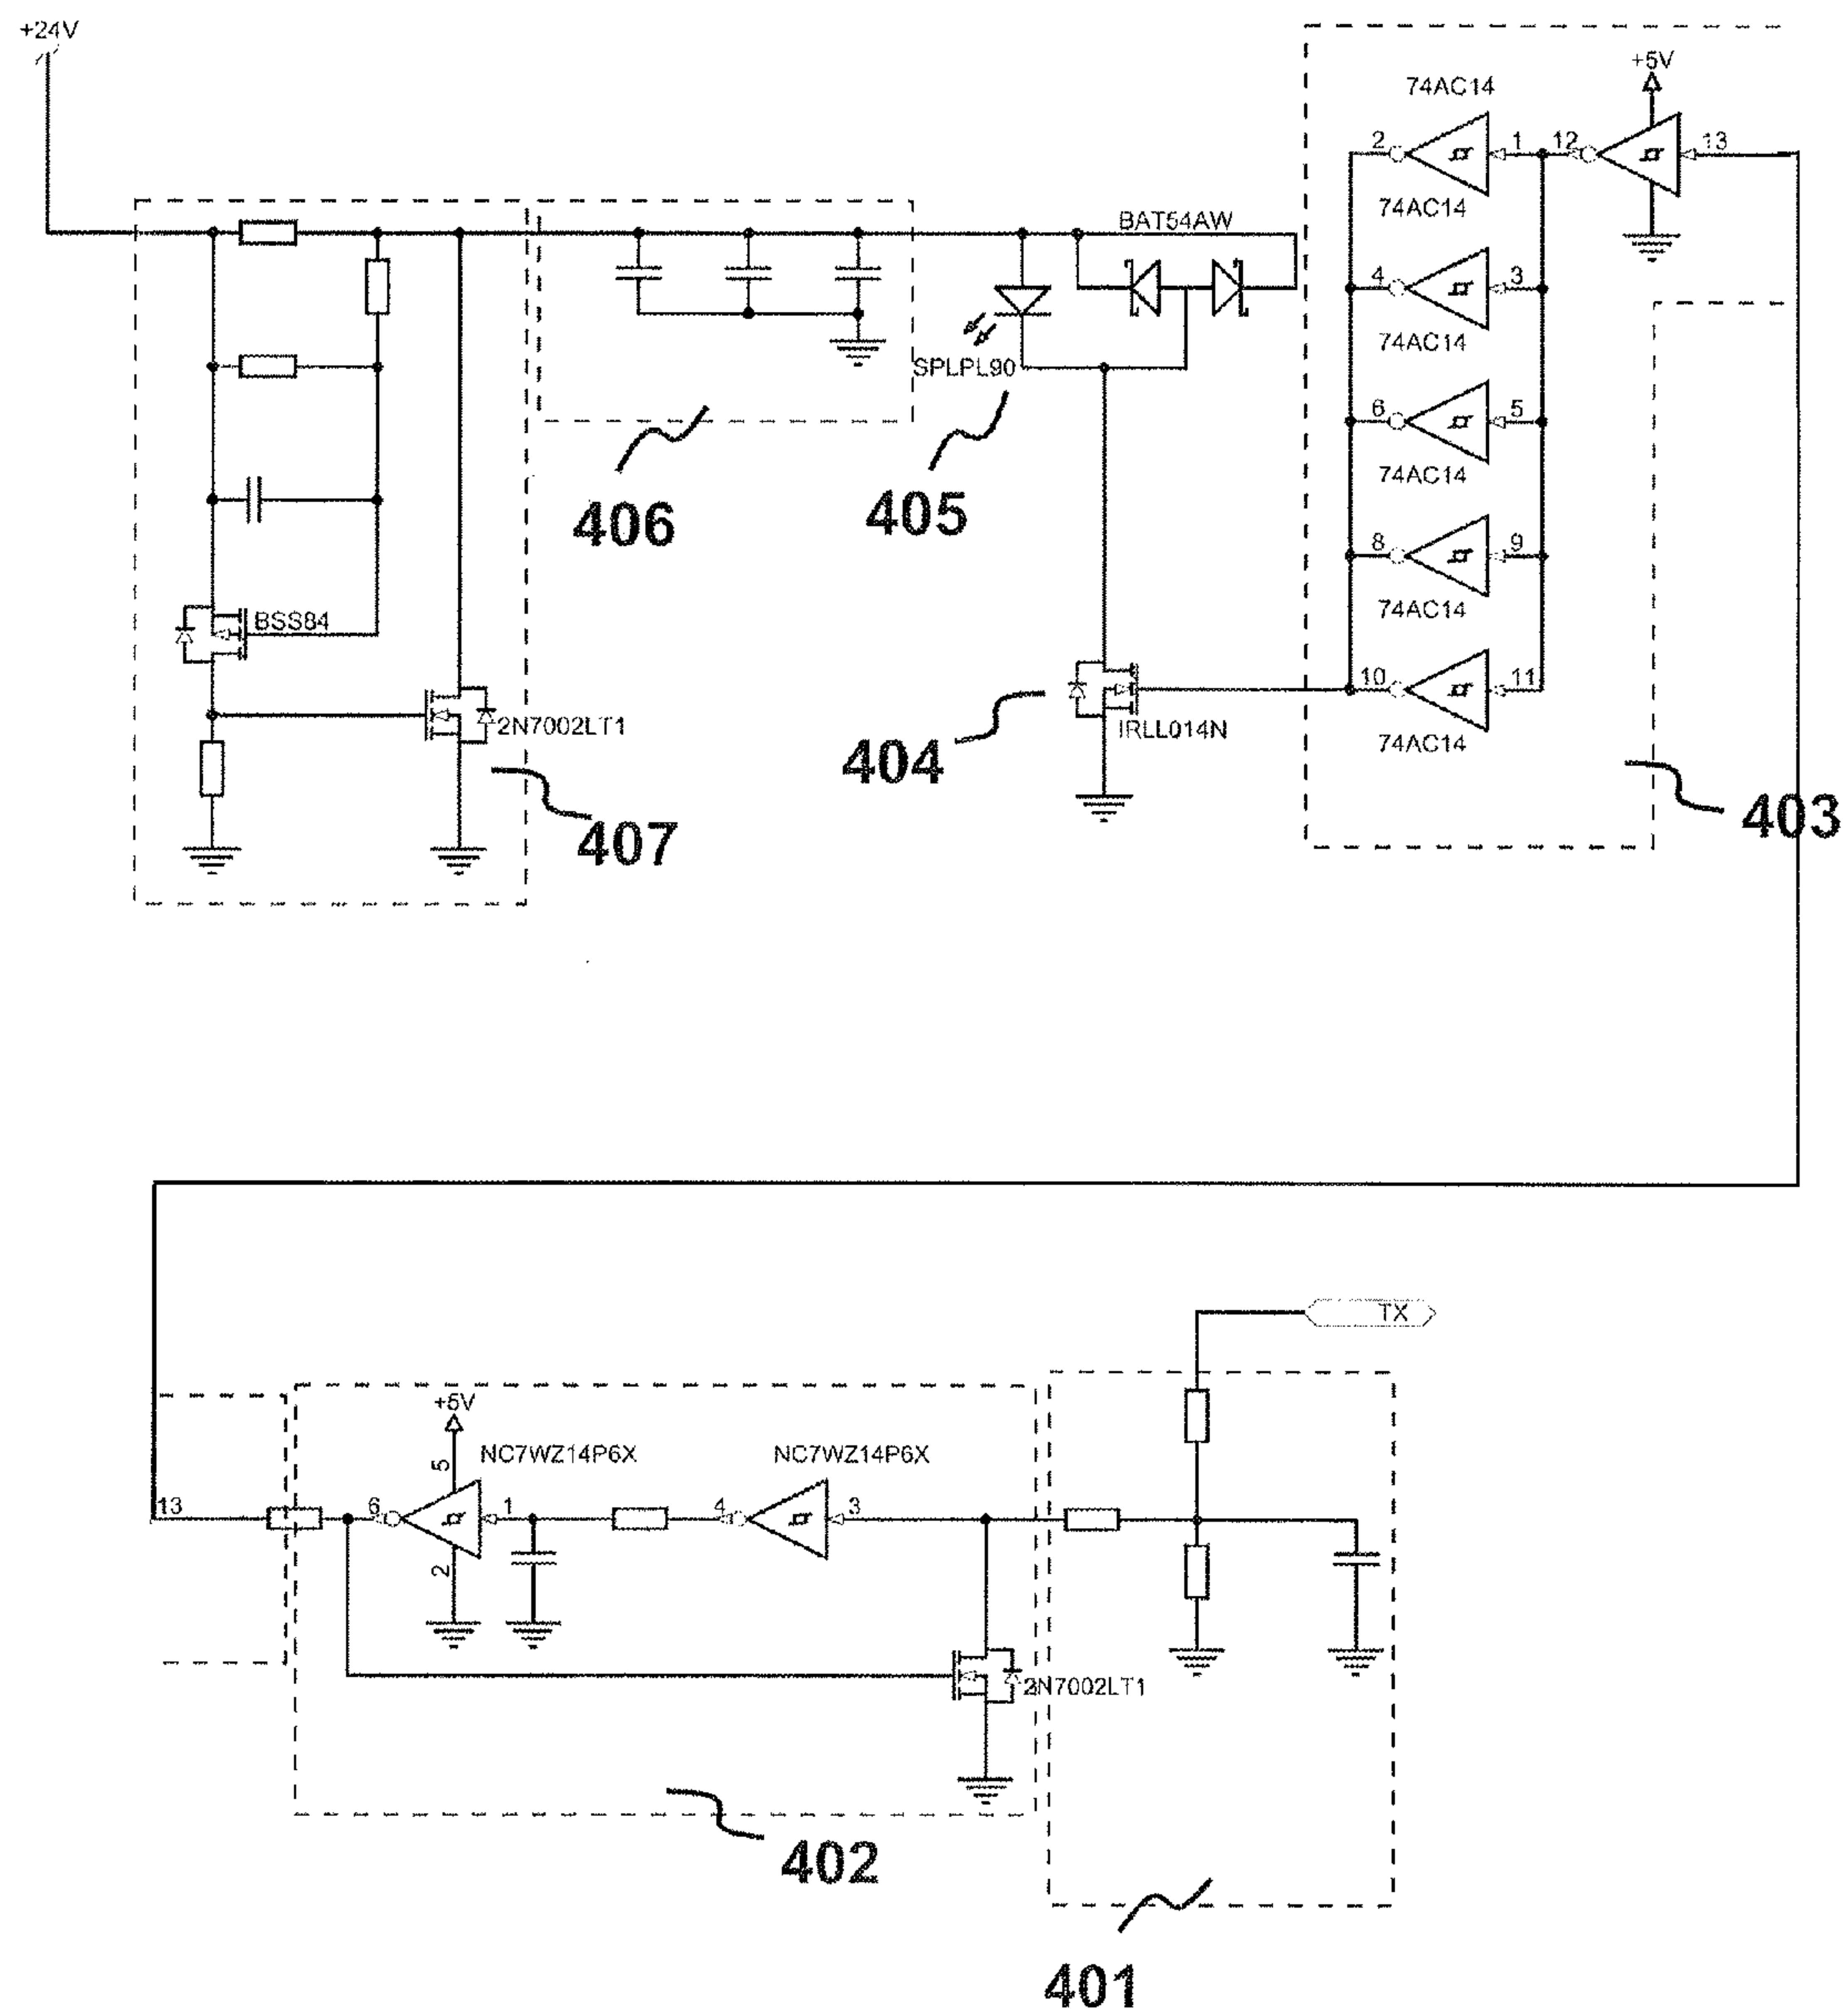 +24V
+5V
74AC14
2
1
12
13
74AC14
BAT54AW
4
3
74AC14
SPLPL90
6
5
405
406
74AC14
8
9
74AC14
BSS84
10
11
2N7002LT1
IRLL014N
74AC14
404
403
407
TX
+5V
NC7WZ14P6X
NC7WZ14P6X
5
13
6
1
4
3
2
2N7002LT1
402
401